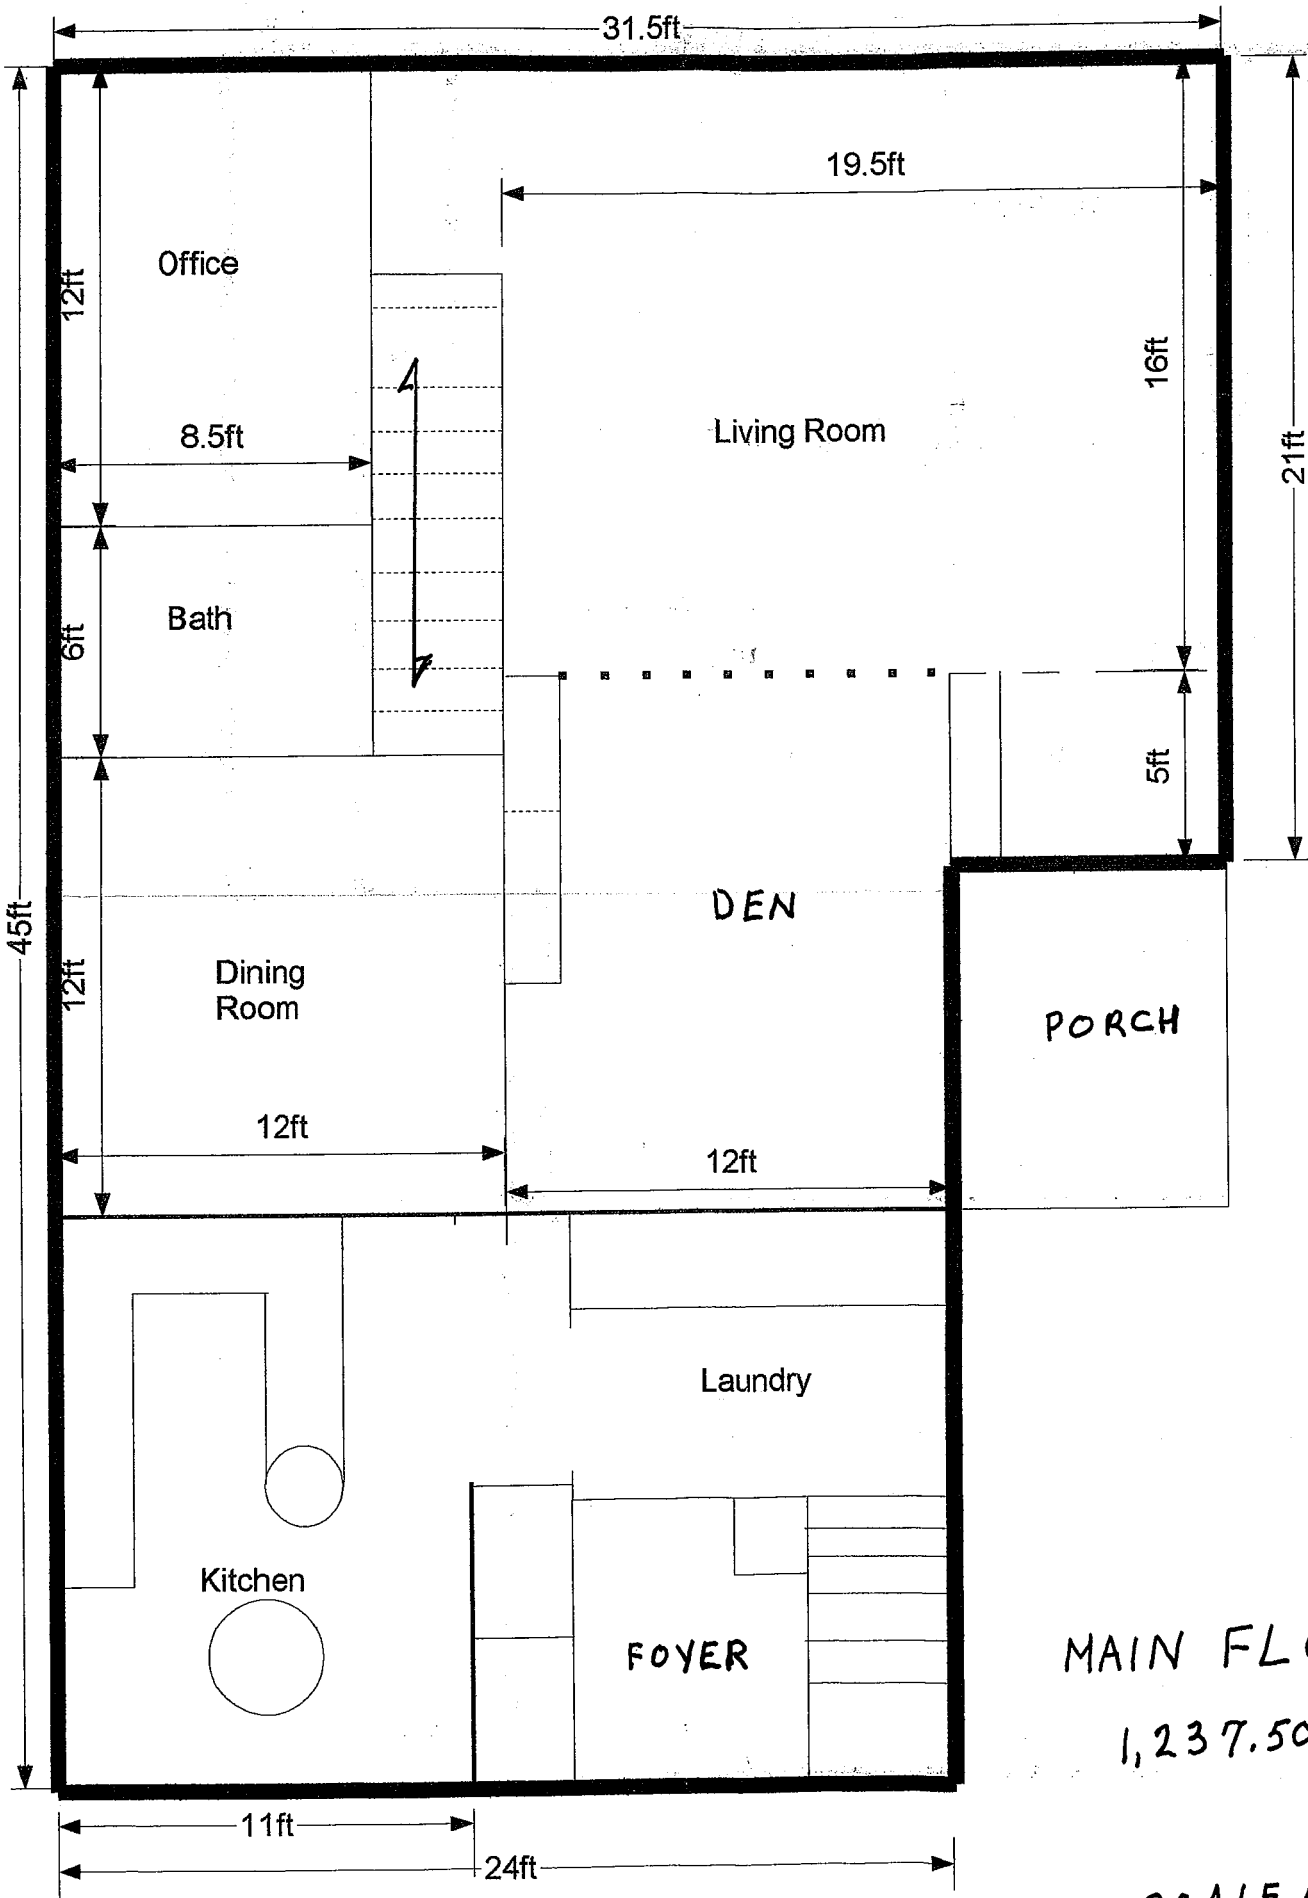 31.5ft
19.5ft
Office
12ft
16ft
8.5ft
Living Room
21ft
Bath
6ft
5ft
45ft
DEN
Dining
Room
12ft
PORCH
12ft
12ft
Laundry
Kitchen
FOYER
MAIN FL
1,237.50
11ft
24ft